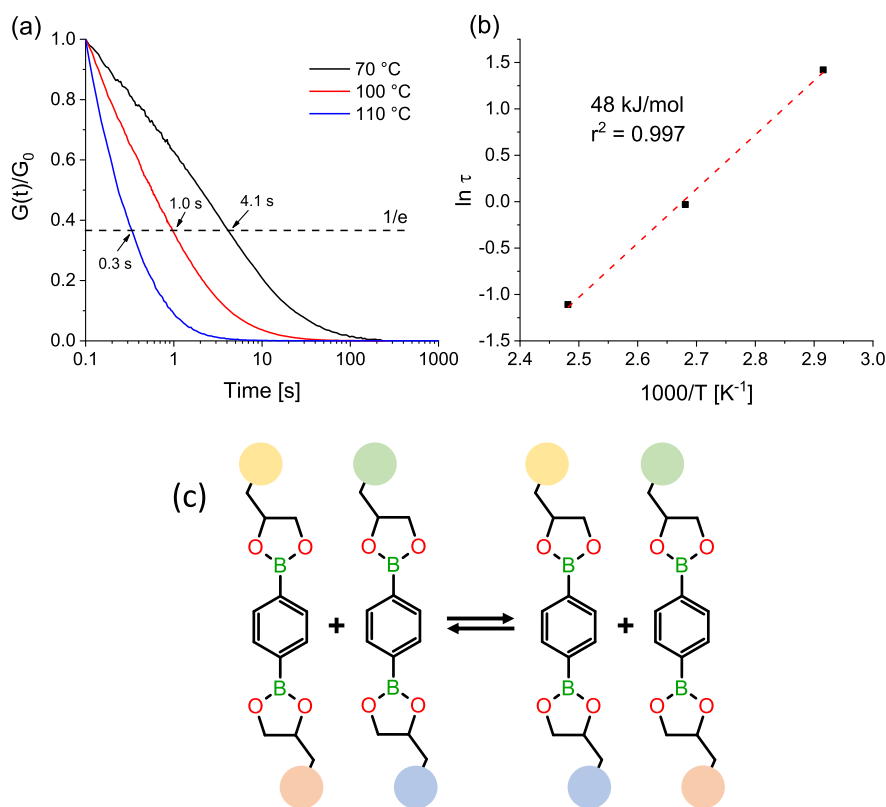 (a)
1.0
0.8
0.6
0.4
0.2
0.0
G(t)/G₀
70 °C
100 °C
110 °C
1.0 s
4.1 s
0.3 s
1/e
0.1
1
10
100
1000
Time [s]
(b)
1.5
1.0
0.5
0.0
-0.5
-1.0
-1.5
ln τ
48 kJ/mol
r² = 0.997
2.4
2.5
2.6
2.7
2.8
2.9
3.0
1000/T [K⁻¹]
(c)
O O O O O O O O
B B B B
+ +
B B B B
O O O O O O O O